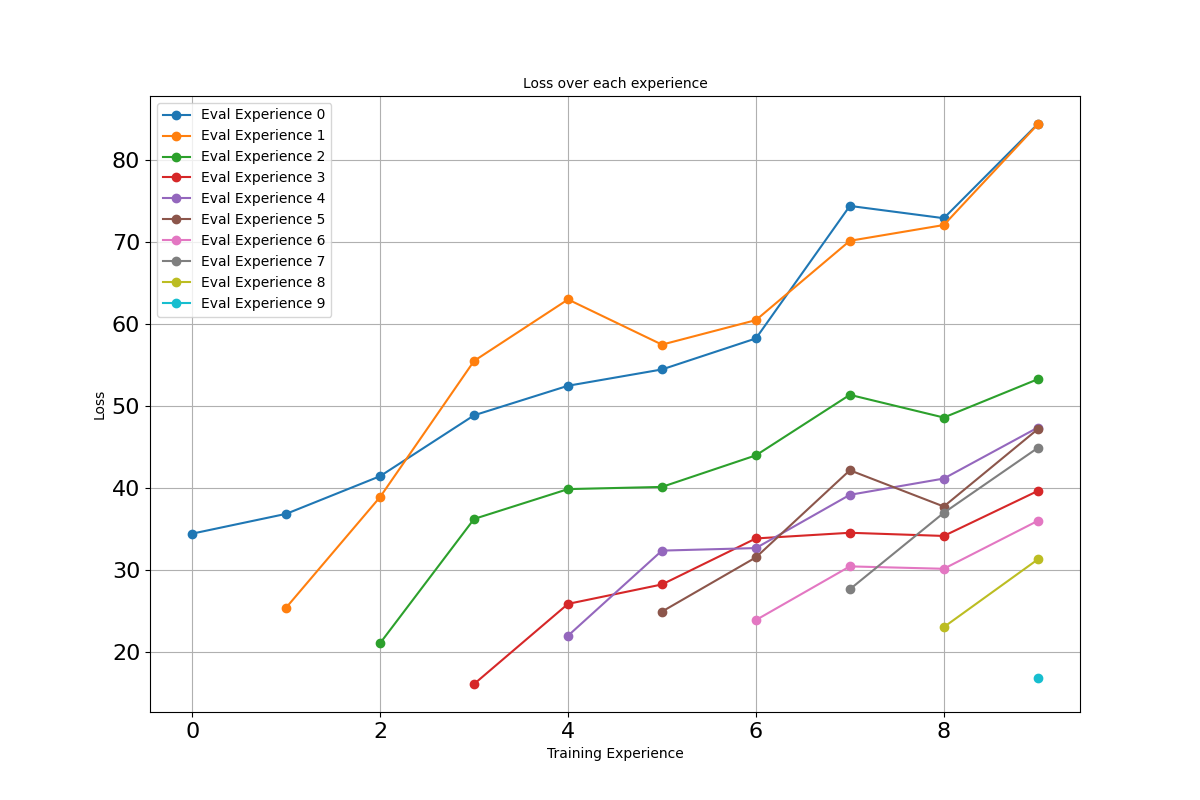 Loss over each experience
Eval Experience 0
Eval Experience 1
Eval Experience 2
Eval Experience 3
Eval Experience 4
Eval Experience 5
Eval Experience 6
Eval Experience 7
Eval Experience 8
Eval Experience 9
80
70
60
50
40
30
20
Loss
0 2 4 6 8
Training Experience